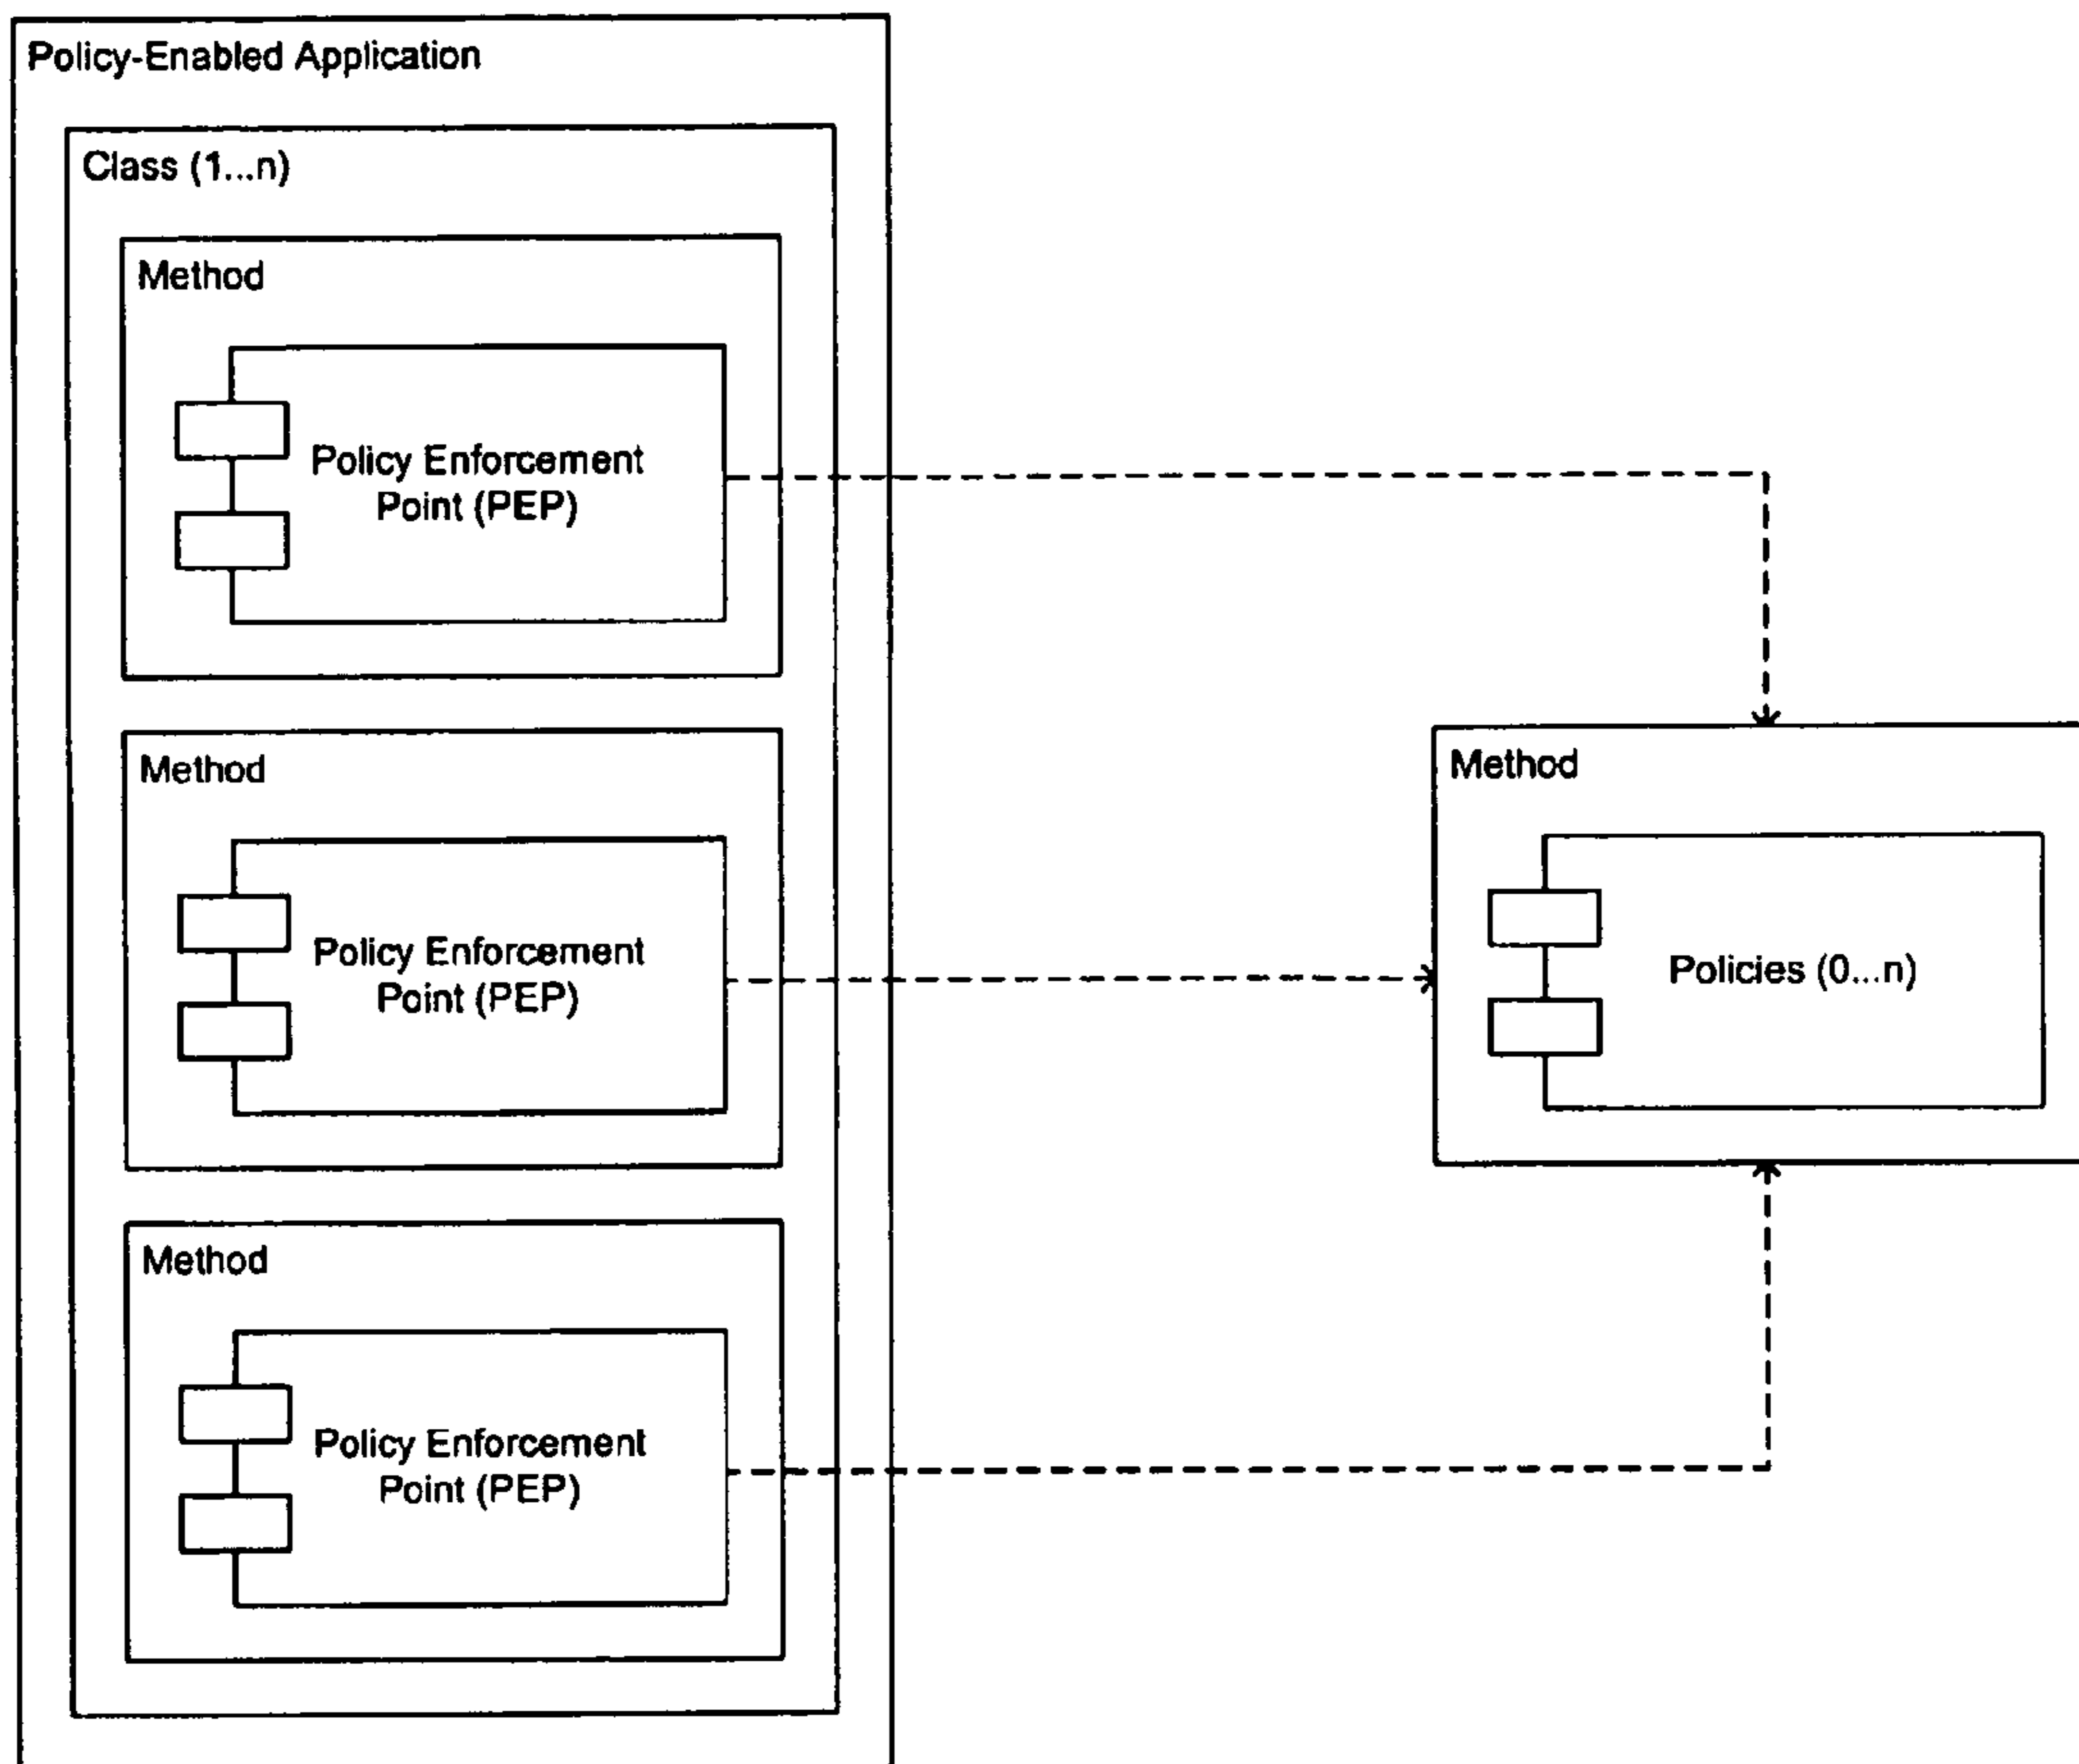 Policy-Enabled Application
Class (1...n)
Method
Policy Enforcement
Point (PEP)
Method
Policy Enforcement
Point (PEP)
Method
Policy Enforcement
Point (PEP)
Method
Policies (0...n)